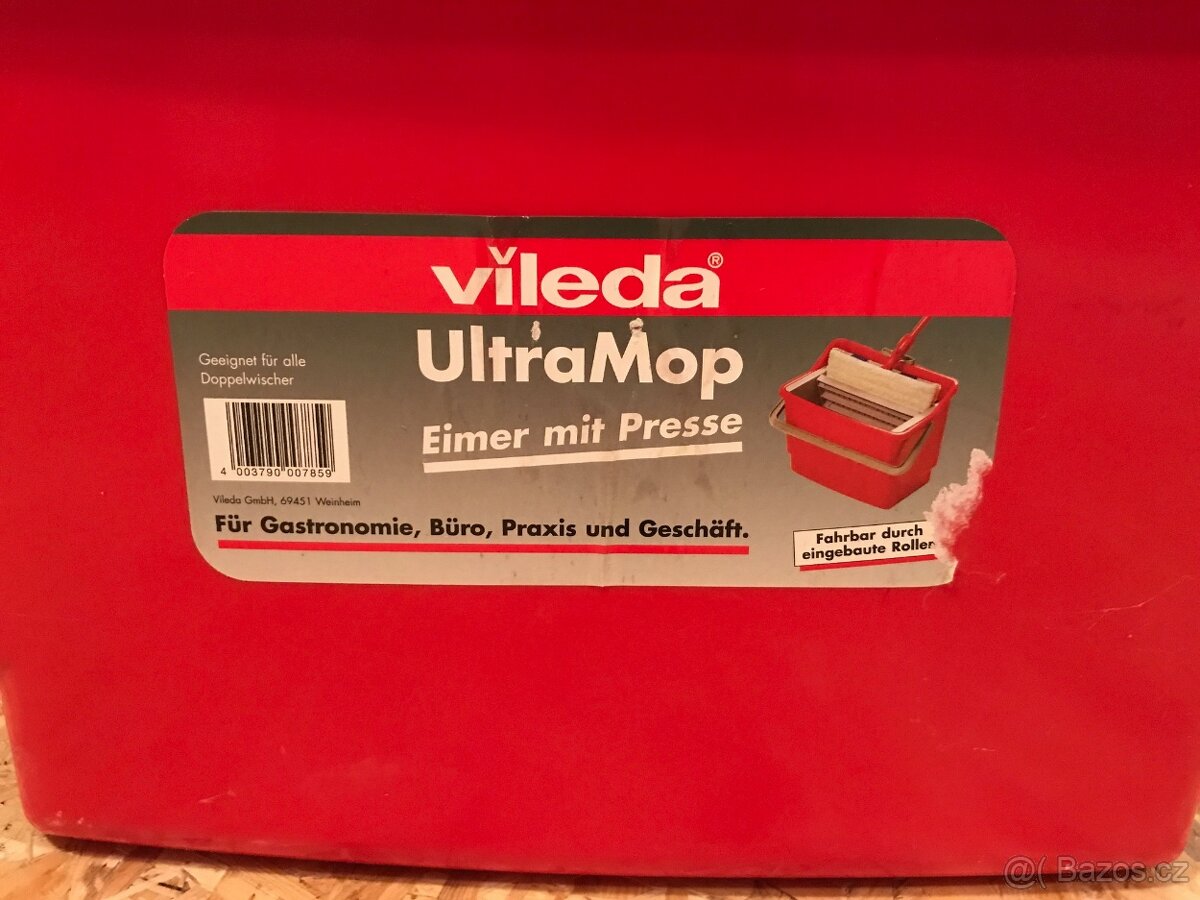 vileda®
UltraMop
Eimer mit Presse
Geeignet für alle
Doppelwischer
4 003790 007859
Vileda GmbH, 69451 Weinheim
Für Gastronomie, Büro, Praxis und Geschäft.
Fahrbar durch
eingebaute Rollen
@( Bazos.cz